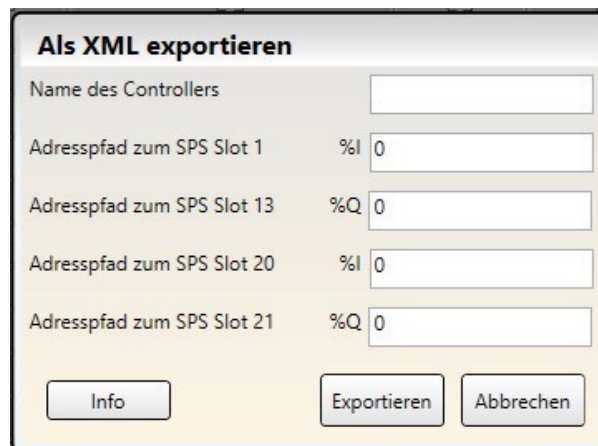 Als XML exportieren
Name des Controllers
Adresspfad zum SPS Slot 1 %I 0
Adresspfad zum SPS Slot 13 %Q 0
Adresspfad zum SPS Slot 20 %I 0
Adresspfad zum SPS Slot 21 %Q 0
Info Exportieren Abbrechen